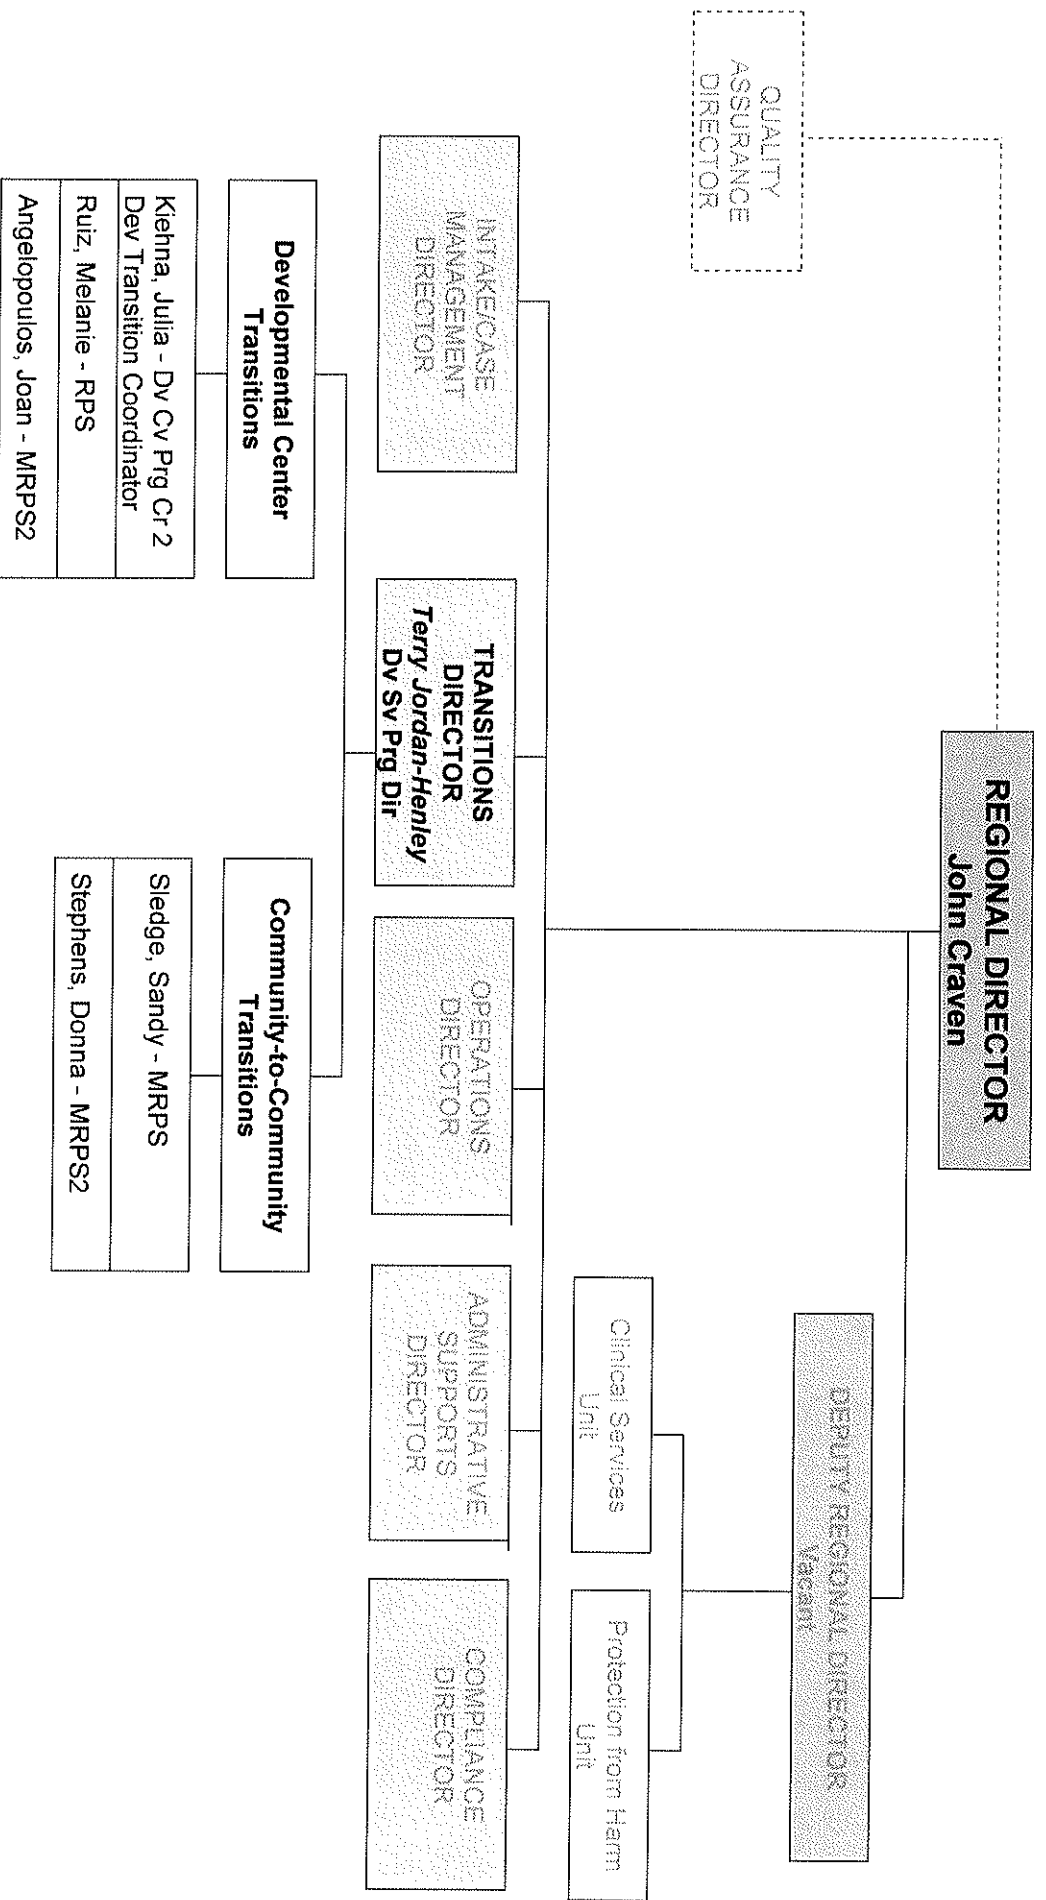 REGIONAL DIRECTOR
John Craven
QUALITY
ASSURANCE
DIRECTOR
DEPUTY REGIONAL DIRECTOR
Vacant
Clinical Services
Unit
Protection from Harm
Unit
INTAKE/CASE
MANAGEMENT
DIRECTOR
TRANSITIONS
DIRECTOR
Terry Jordan-Henley
Dv Sv Prg Dir
OPERATIONS
DIRECTOR
ADMINISTRATIVE
SUPPORTS
DIRECTOR
COMPLIANCE
DIRECTOR
Developmental Center
Transitions
Kiehna, Julia - Dv Cv Prg Cr 2
Dev Transition Coordinator
Ruiz, Melanie - RPS
Angelopoulos, Joan - MRPS2
Community-to-Community
Transitions
Sledge, Sandy - MRPS
Stephens, Donna - MRPS2